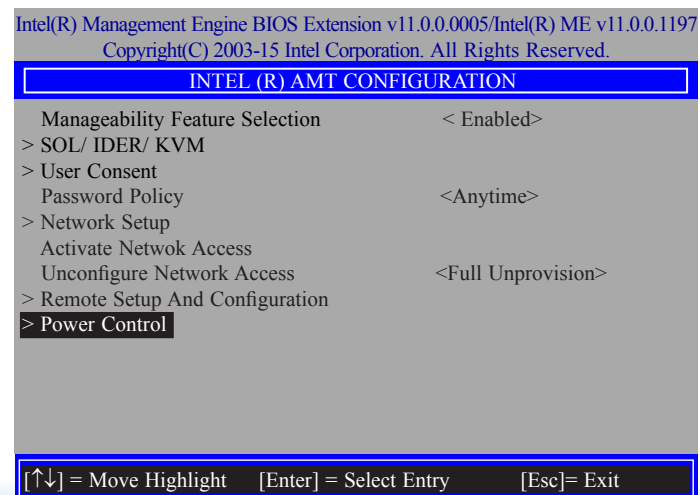 Intel(R) Management Engine BIOS Extension v11.0.0.0005/Intel(R) ME v11.0.0.1197
Copyright(C) 2003-15 Intel Corporation. All Rights Reserved.
INTEL (R) AMT CONFIGURATION
Manageability Feature Selection < Enabled>
> SOL/ IDER/ KVM
> User Consent
Password Policy <Anytime>
> Network Setup
Activate Netwok Access
Unconfigure Network Access <Full Unprovision>
> Remote Setup And Configuration
> Power Control
[↑↓] = Move Highlight [Enter] = Select Entry [Esc]= Exit